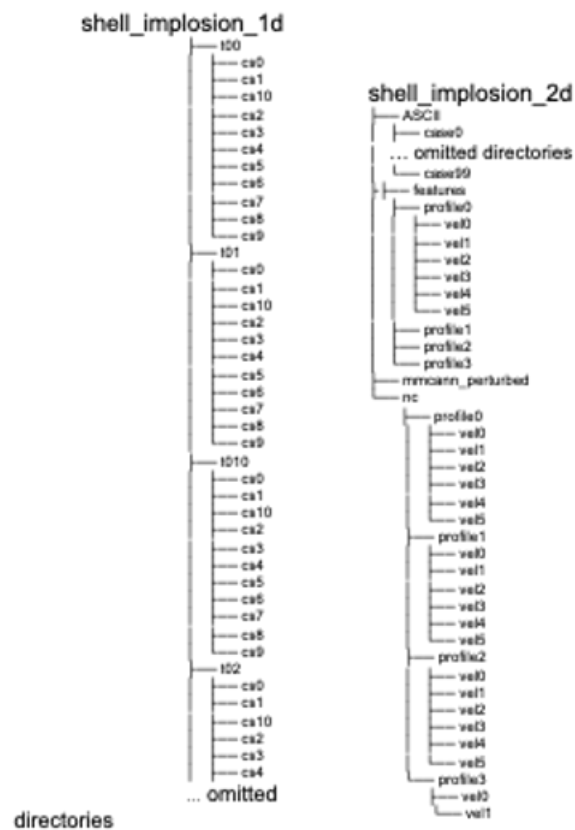 shell_implosion_1d
t00
cs0
cs1
cs10
cs2
cs3
cs4
cs5
cs6
cs7
cs8
cs9
t01
cs0
cs1
cs10
cs2
cs3
cs4
cs5
cs6
cs7
cs8
cs9
t010
cs0
cs1
cs10
cs2
cs3
cs4
cs5
cs6
cs7
cs8
cs9
t02
cs0
cs1
cs10
cs2
cs3
cs4
... omitted
directories
shell_implosion_2d
ASCII
case0
... omitted directories
case99
features
profile0
vel0
vel1
vel2
vel3
vel4
vel5
profile1
profile2
profile3
mmcann_perturbed
nc
profile0
vel0
vel1
vel2
vel3
vel4
vel5
profile1
vel0
vel1
vel2
vel3
vel4
vel5
profile2
vel0
vel1
vel2
vel3
vel4
vel5
profile3
vel0
vel1